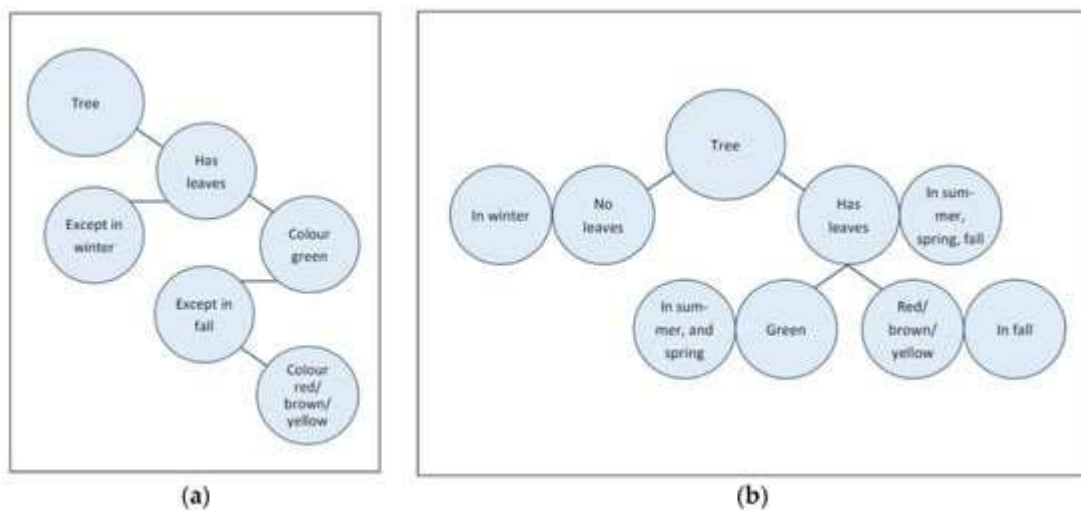 Tree
Has
leaves
Except in
winter
Colour
green
Except in
fall
Colour
red/
brown/
yellow
(a)
Tree
In winter
No
leaves
Has
leaves
In sum-
mer,
spring, fall
In sum-
mer, and
spring
Green
Red/
brown/
yellow
In fall
(b)